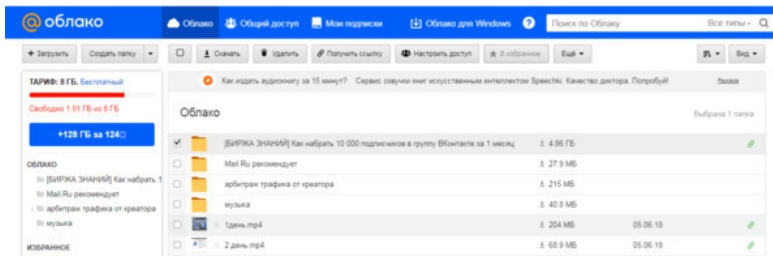 @ облако
Облако
Общий доступ
Мои подписки
Облако для Windows
?
Поиск по Облаку
Все типы
+ Загрузить
Создать папку
Скачать
Удалить
Получить ссылку
Настроить доступ
В избранное
Ещё
Вид
ТАРИФ: 8 ГБ, Бесплатный
Свободно 1.91 ГБ из 8 ГБ
+128 ГБ за 124
ОБЛАКО
[БИРЖА ЗНАНИЙ] Как набрать 1
Mail.Ru рекомендует
арбитраж трафика от креатора
музыка
ИЗБРАННОЕ
Как издать аудиокнигу за 15 минут? Сервис озвучки книг искусственным интеллектом Speechki. Качество диктора. Попробуй!
Реклама
Облако
Выбрана 1 папка
[БИРЖА ЗНАНИЙ] Как набрать 10 000 подписчиков в группу ВКонтакте за 1 месяц 4.86 ГБ
Mail.Ru рекомендует 27.9 МБ
арбитраж трафика от креатора 215 МБ
музыка 40.8 МБ
1день.mp4 204 МБ 05.06.18
2 день.mp4 68.9 МБ 05.06.18